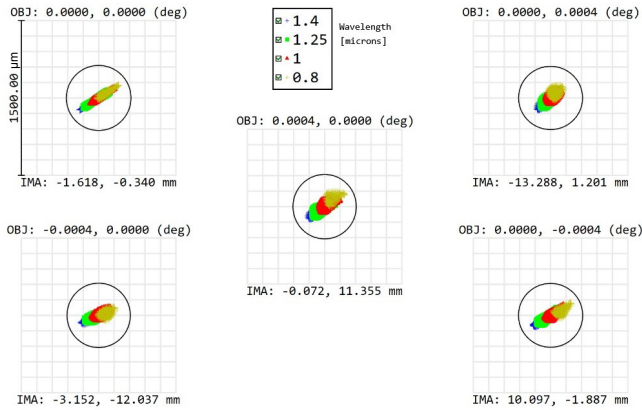 OBJ: 0.0000, 0.0000 (deg)
1500.00 µm
IMA: -1.618, -0.340 mm
1.4
1.25
1
0.8
Wavelength
[microns]
OBJ: 0.0000, 0.0004 (deg)
IMA: -13.288, 1.201 mm
OBJ: 0.0004, 0.0000 (deg)
IMA: -0.072, 11.355 mm
OBJ: -0.0004, 0.0000 (deg)
IMA: -3.152, -12.037 mm
OBJ: 0.0000, -0.0004 (deg)
IMA: 10.097, -1.887 mm